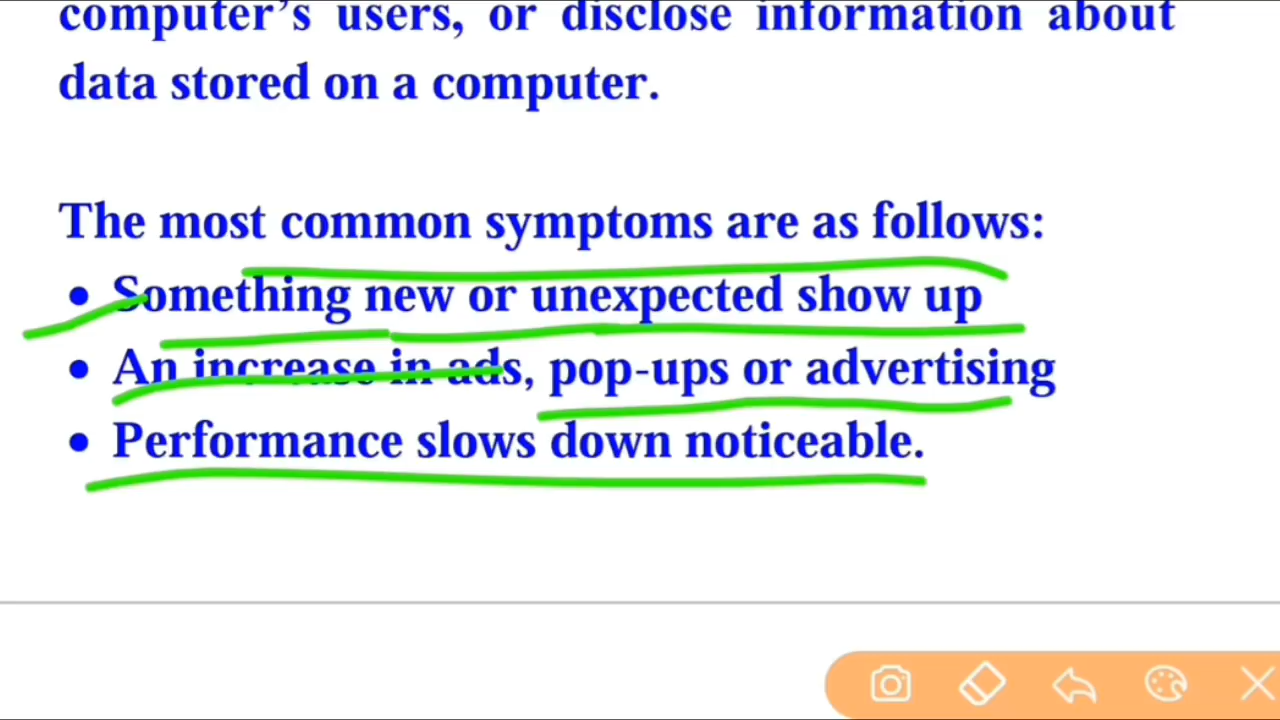 computer's users, or disclose information about
data stored on a computer.
The most common symptoms are as follows:
• Something new or unexpected show up
• An increase in ads, pop-ups or advertising
• Performance slows down noticeable.